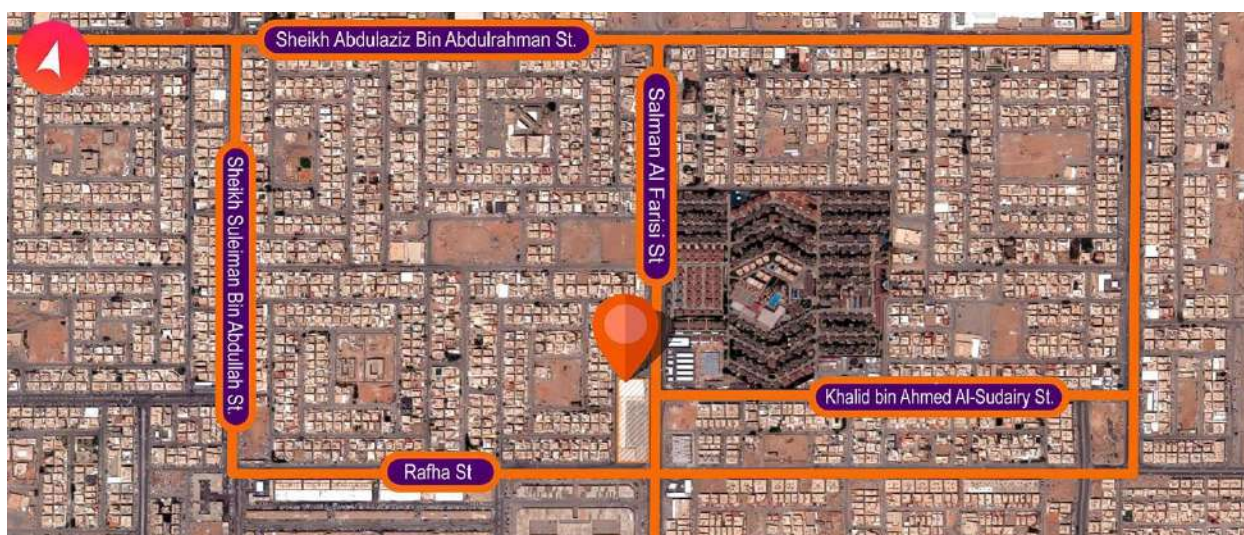 Sheikh Abdulaziz Bin Abdulrahman St.
Salman Al Farisi St
Sheikh Suleiman Bin Abdullah St.
Khalid bin Ahmed Al-Sudairy St.
Rafha St